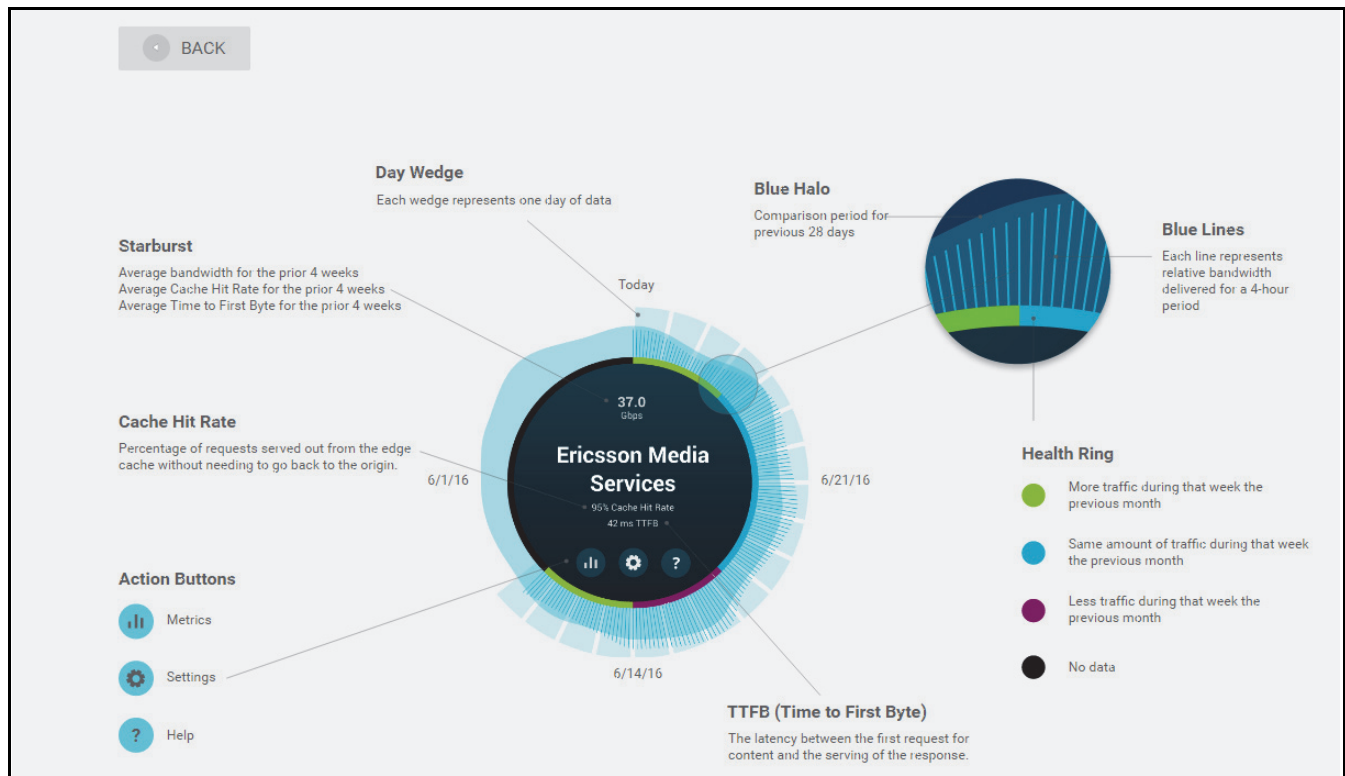 BACK
Day Wedge
Each wedge represents one day of data
Starburst
Average bandwidth for the prior 4 weeks
Average Cache Hit Rate for the prior 4 weeks
Average Time to First Byte for the prior 4 weeks
Cache Hit Rate
Percentage of requests served out from the edge
cache without needing to go back to the origin.
Action Buttons
Metrics
Settings
? Help
Today
6/1/16
6/21/16
6/14/16
37.0
Gbps
Ericsson Media
Services
95% Cache Hit Rate
42 ms TTFB
?
Blue Halo
Comparison period for
previous 28 days
Blue Lines
Each line represents
relative bandwidth
delivered for a 4-hour
period
Health Ring
More traffic during that week the
previous month
Same amount of traffic during that week
the previous month
Less traffic during that week the
previous month
No data
TTFB (Time to First Byte)
The latency between the first request for
content and the serving of the response.